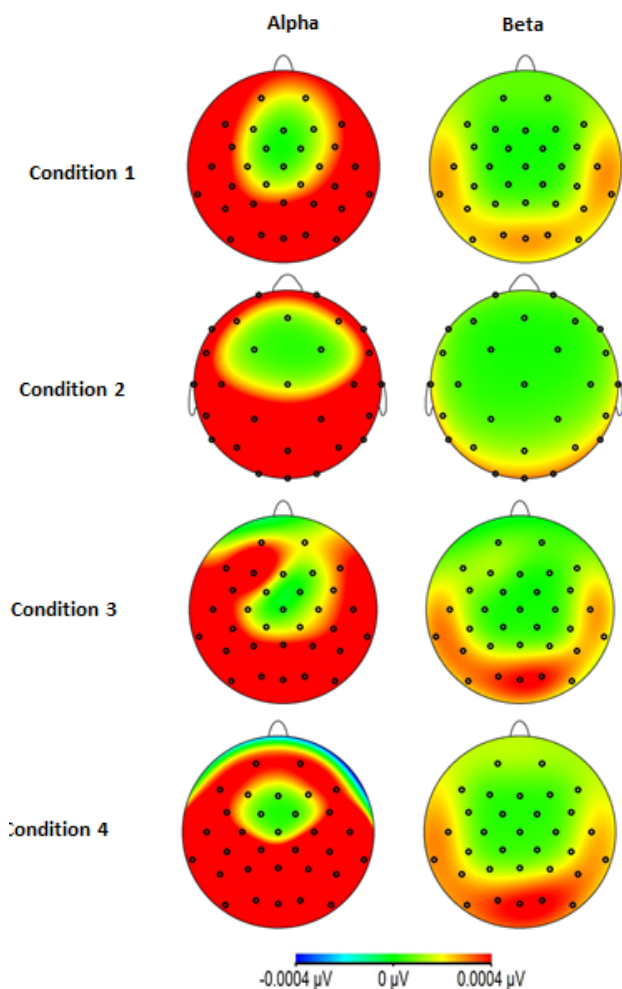 Alpha Beta
Condition 1
Condition 2
Condition 3
Condition 4
-0.0004 µV 0 µV 0.0004 µV